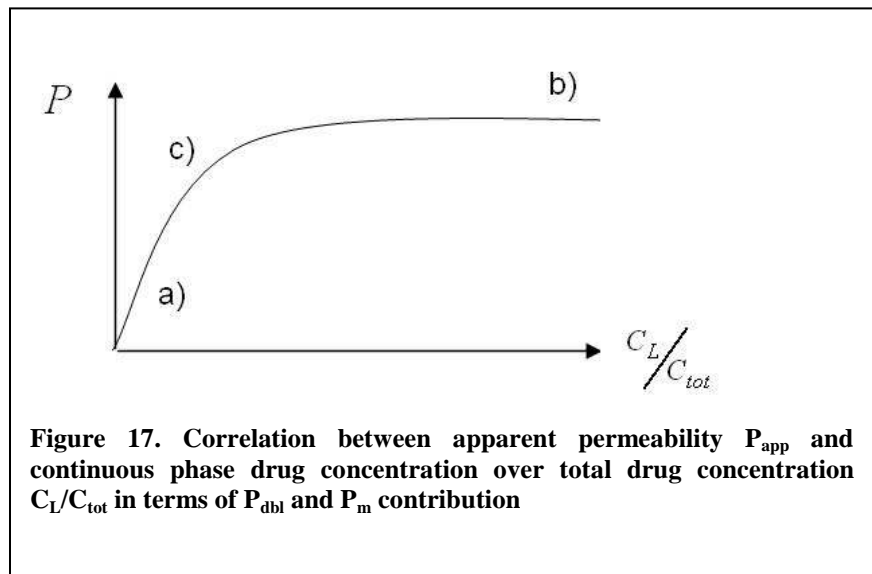 P
b)
c)
a)
C_L/C_tot
Figure 17. Correlation between apparent permeability P_app and
continuous phase drug concentration over total drug concentration
C_L/C_tot in terms of P_dbl and P_m contribution